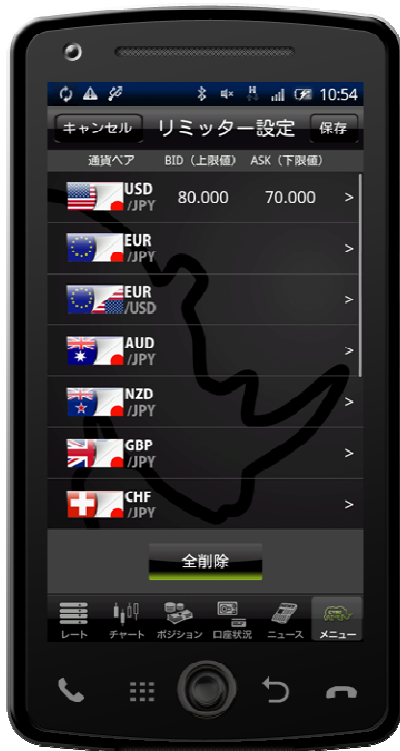 10:54
キャンセル リミッター設定 保存
通貨ペア BID（上限値） ASK（下限値）
USD 80.000 70.000 >
/JPY
EUR >
/JPY
EUR >
/USD
AUD >
/JPY
NZD >
/JPY
GBP >
/JPY
CHF >
/JPY
全削除
レート チャート ポジション 口座状況 ニュース メニュー